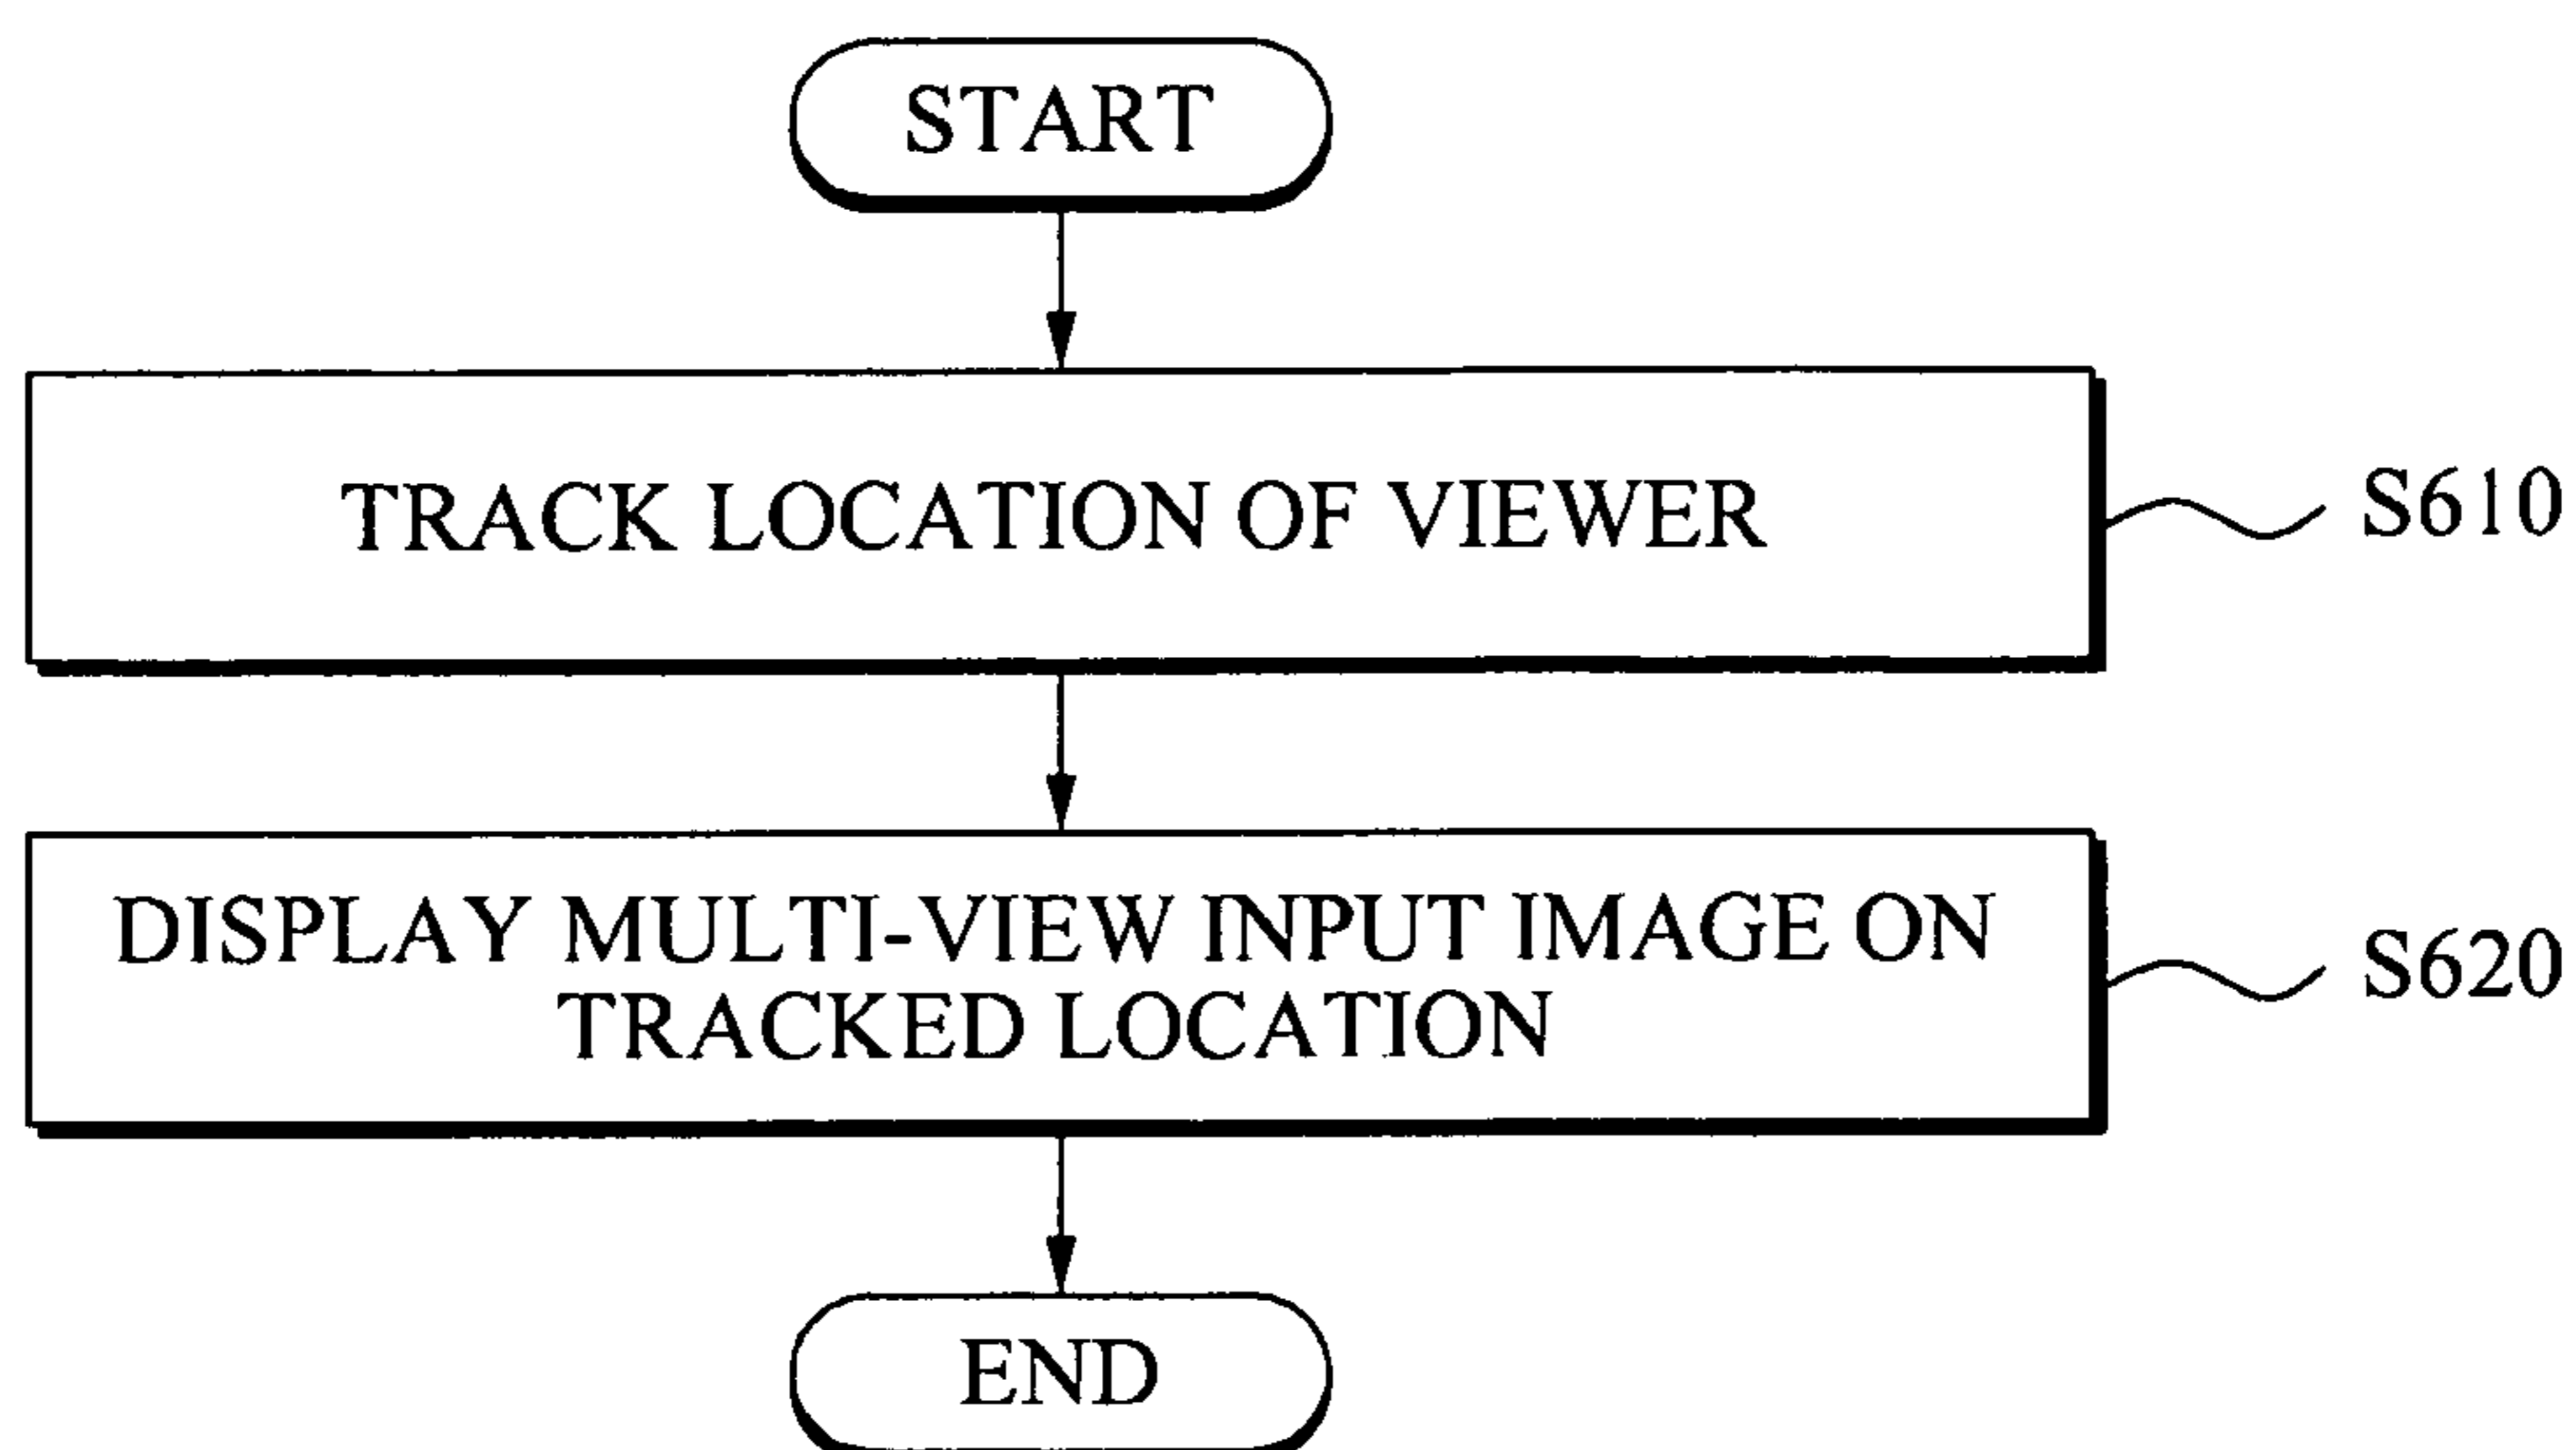 START
TRACK LOCATION OF VIEWER
S610
DISPLAY MULTI-VIEW INPUT IMAGE ON
TRACKED LOCATION
S620
END